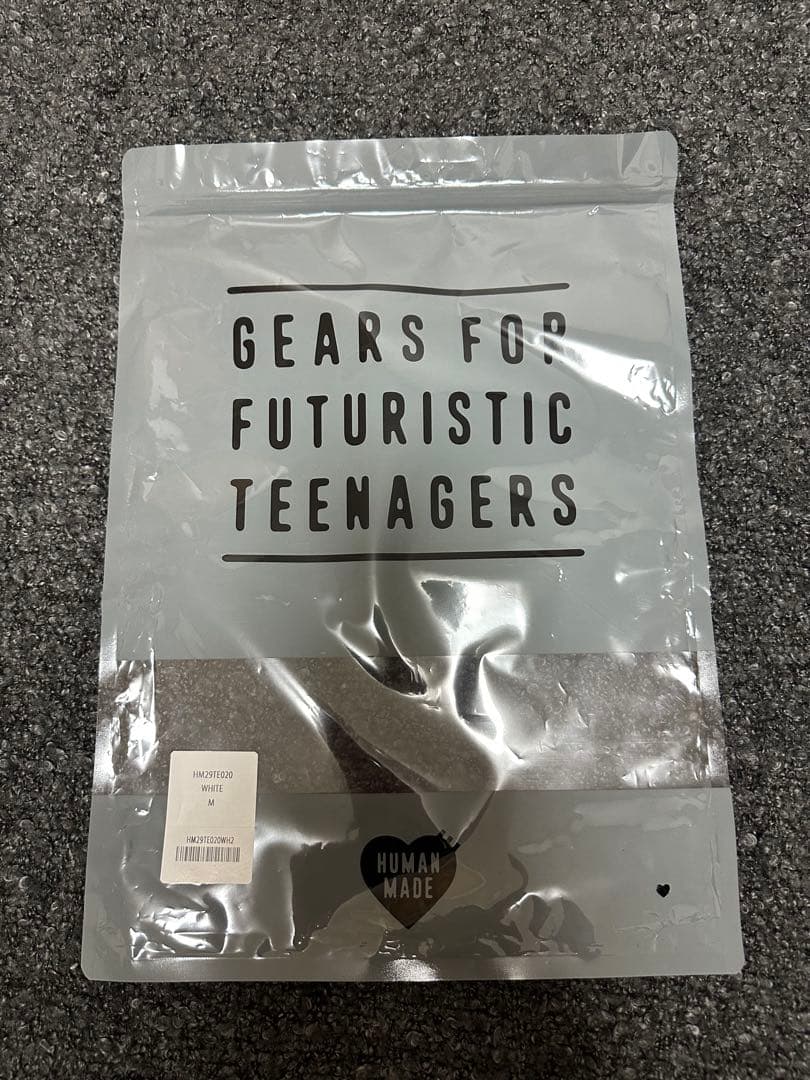 GEARS FOR
FUTURISTIC
TEENAGERS
HM29TE020
WHITE
M
HM29TE020WH2
HUMAN
MADE